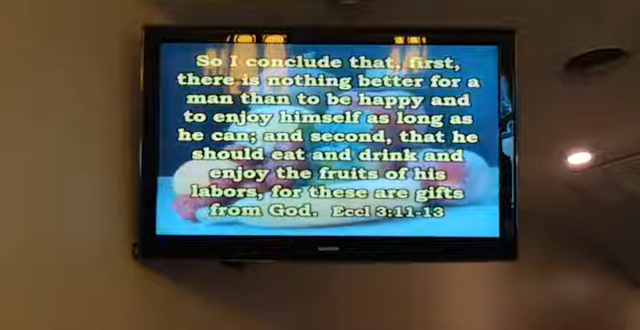 So I conclude that, first,
there is nothing better for a
man than to be happy and
to enjoy himself as long as
he can; and second, that he
should eat and drink and
enjoy the fruits of his
labors, for these are gifts
from God. Eccl 3:11-13